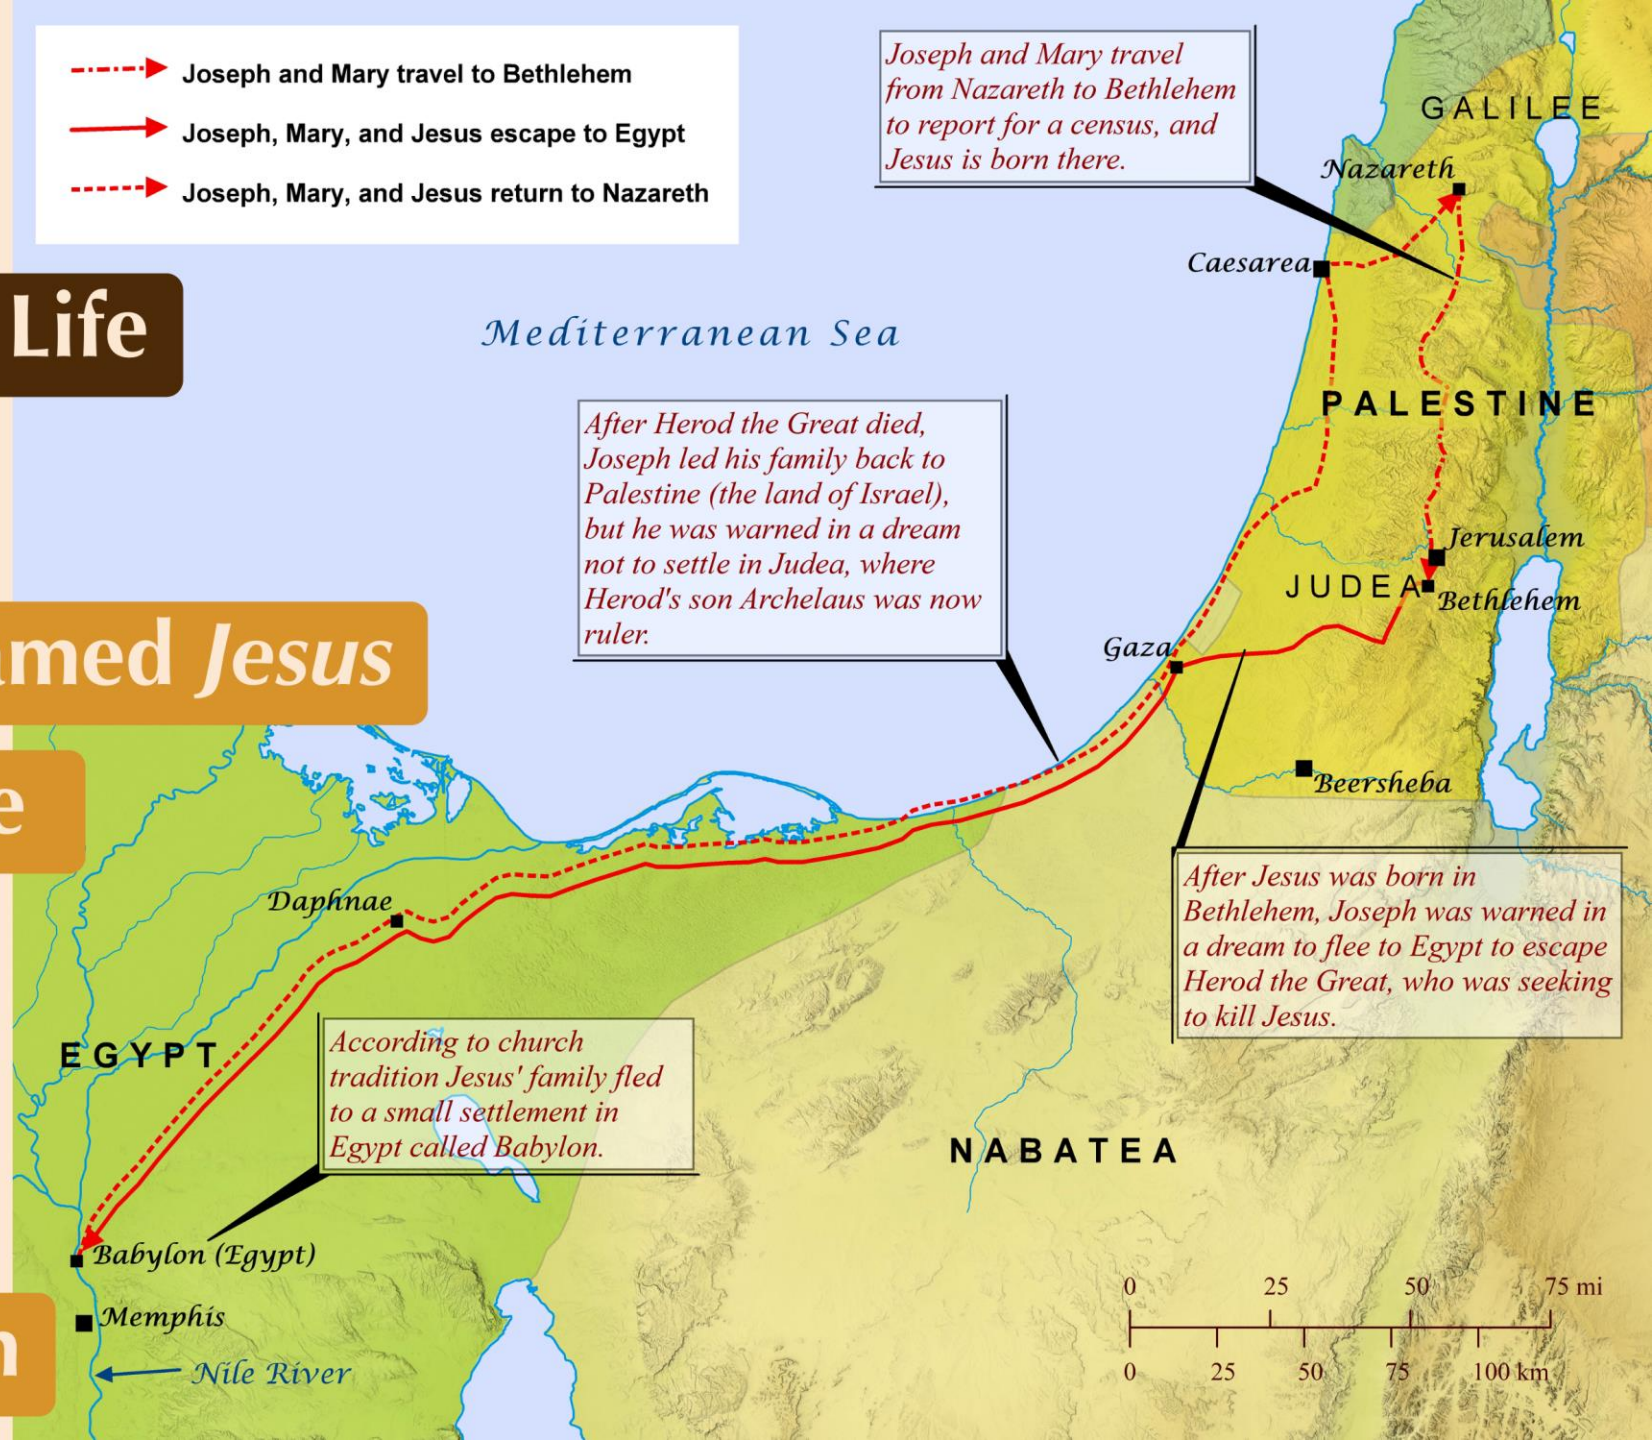 Joseph and Mary travel to Bethlehem
Joseph, Mary, and Jesus escape to Egypt
Joseph, Mary, and Jesus return to Nazareth
Joseph and Mary travel
from Nazareth to Bethlehem
to report for a census, and
Jesus is born there.
GALILEE
Nazareth
Caesarea
Life
Mediterranean Sea
PALESTINE
After Herod the Great died,
Joseph led his family back to
Palestine (the land of Israel),
but he was warned in a dream
not to settle in Judea, where
Herod's son Archelaus was now
ruler.
Jerusalem
JUDEA
Bethlehem
amed Jesus
Gaza
Beersheba
e
After Jesus was born in
Bethlehem, Joseph was warned in
a dream to flee to Egypt to escape
Herod the Great, who was seeking
to kill Jesus.
Daphnae
EGYPT
According to church
tradition Jesus' family fled
to a small settlement in
Egypt called Babylon.
NABATEA
Babylon (Egypt)
Memphis
n
Nile River
0 25 50 75 mi
0 25 50 75 100 km